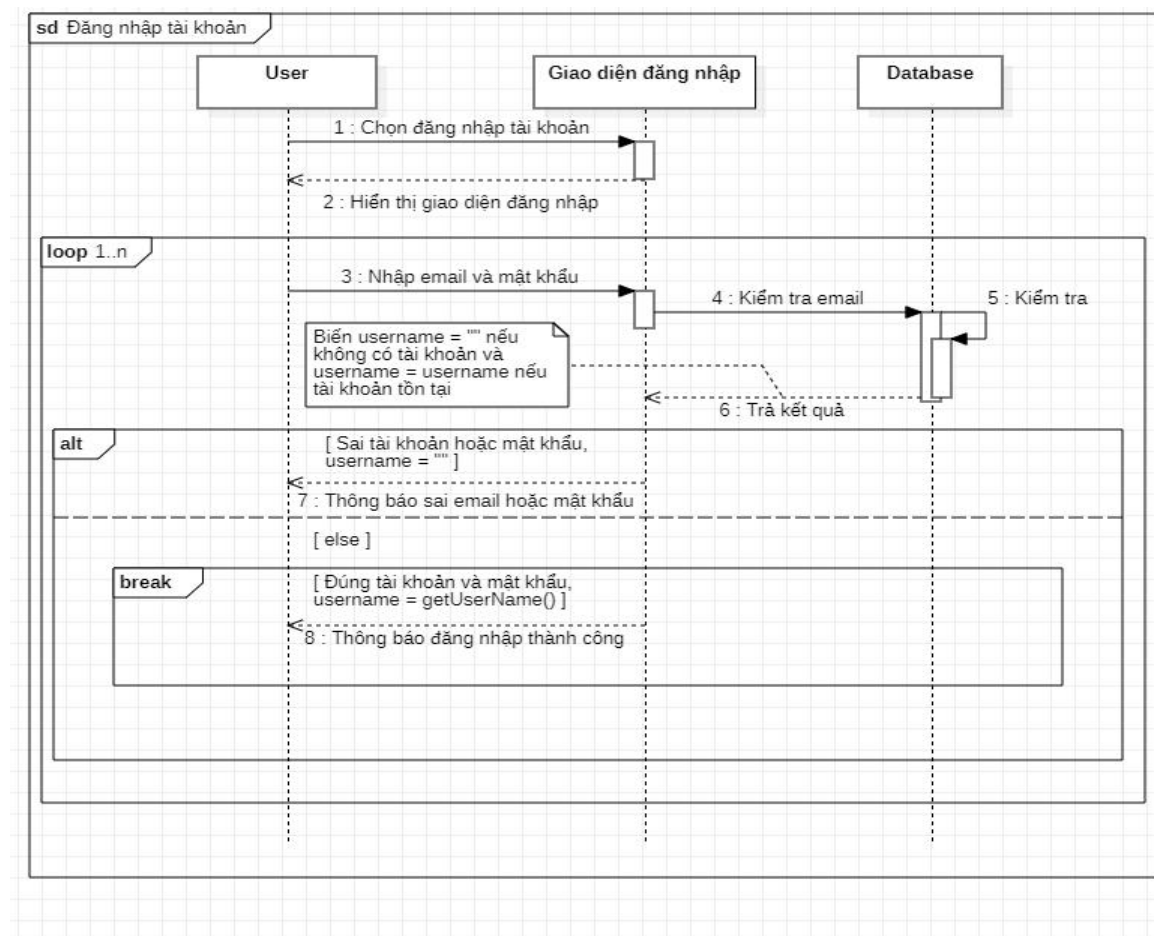 sd Đăng nhập tài khoản
User
Giao diện đăng nhập
Database
1 : Chọn đăng nhập tài khoản
2 : Hiển thị giao diện đăng nhập
loop 1..n
3 : Nhập email và mật khẩu
4 : Kiểm tra email
5 : Kiểm tra
Biến username = "" nếu
không có tài khoản và
username = username nếu
tài khoản tồn tại
6 : Trả kết quả
alt
[ Sai tài khoản hoặc mật khẩu,
username = "" ]
7 : Thông báo sai email hoặc mật khẩu
[ else ]
break
[ Đúng tài khoản và mật khẩu,
username = getUserName() ]
8 : Thông báo đăng nhập thành công